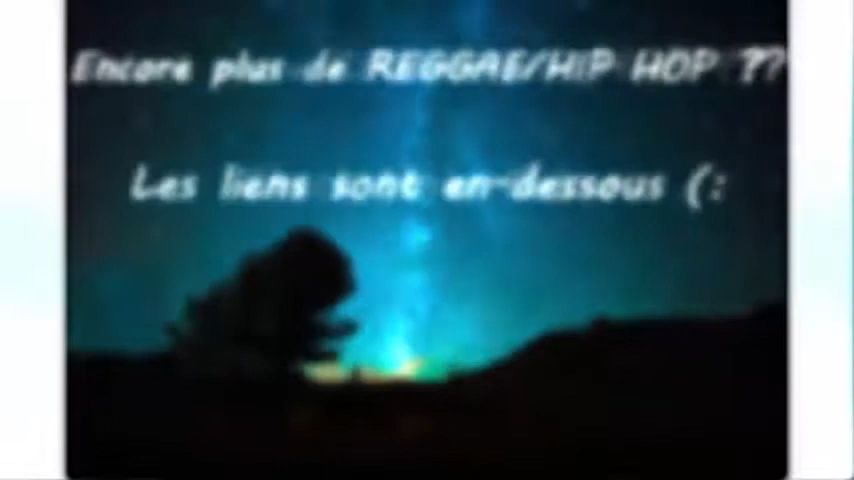 Encore plus de REGGAE/HIP HOP ??
Les liens sont en-dessous (: